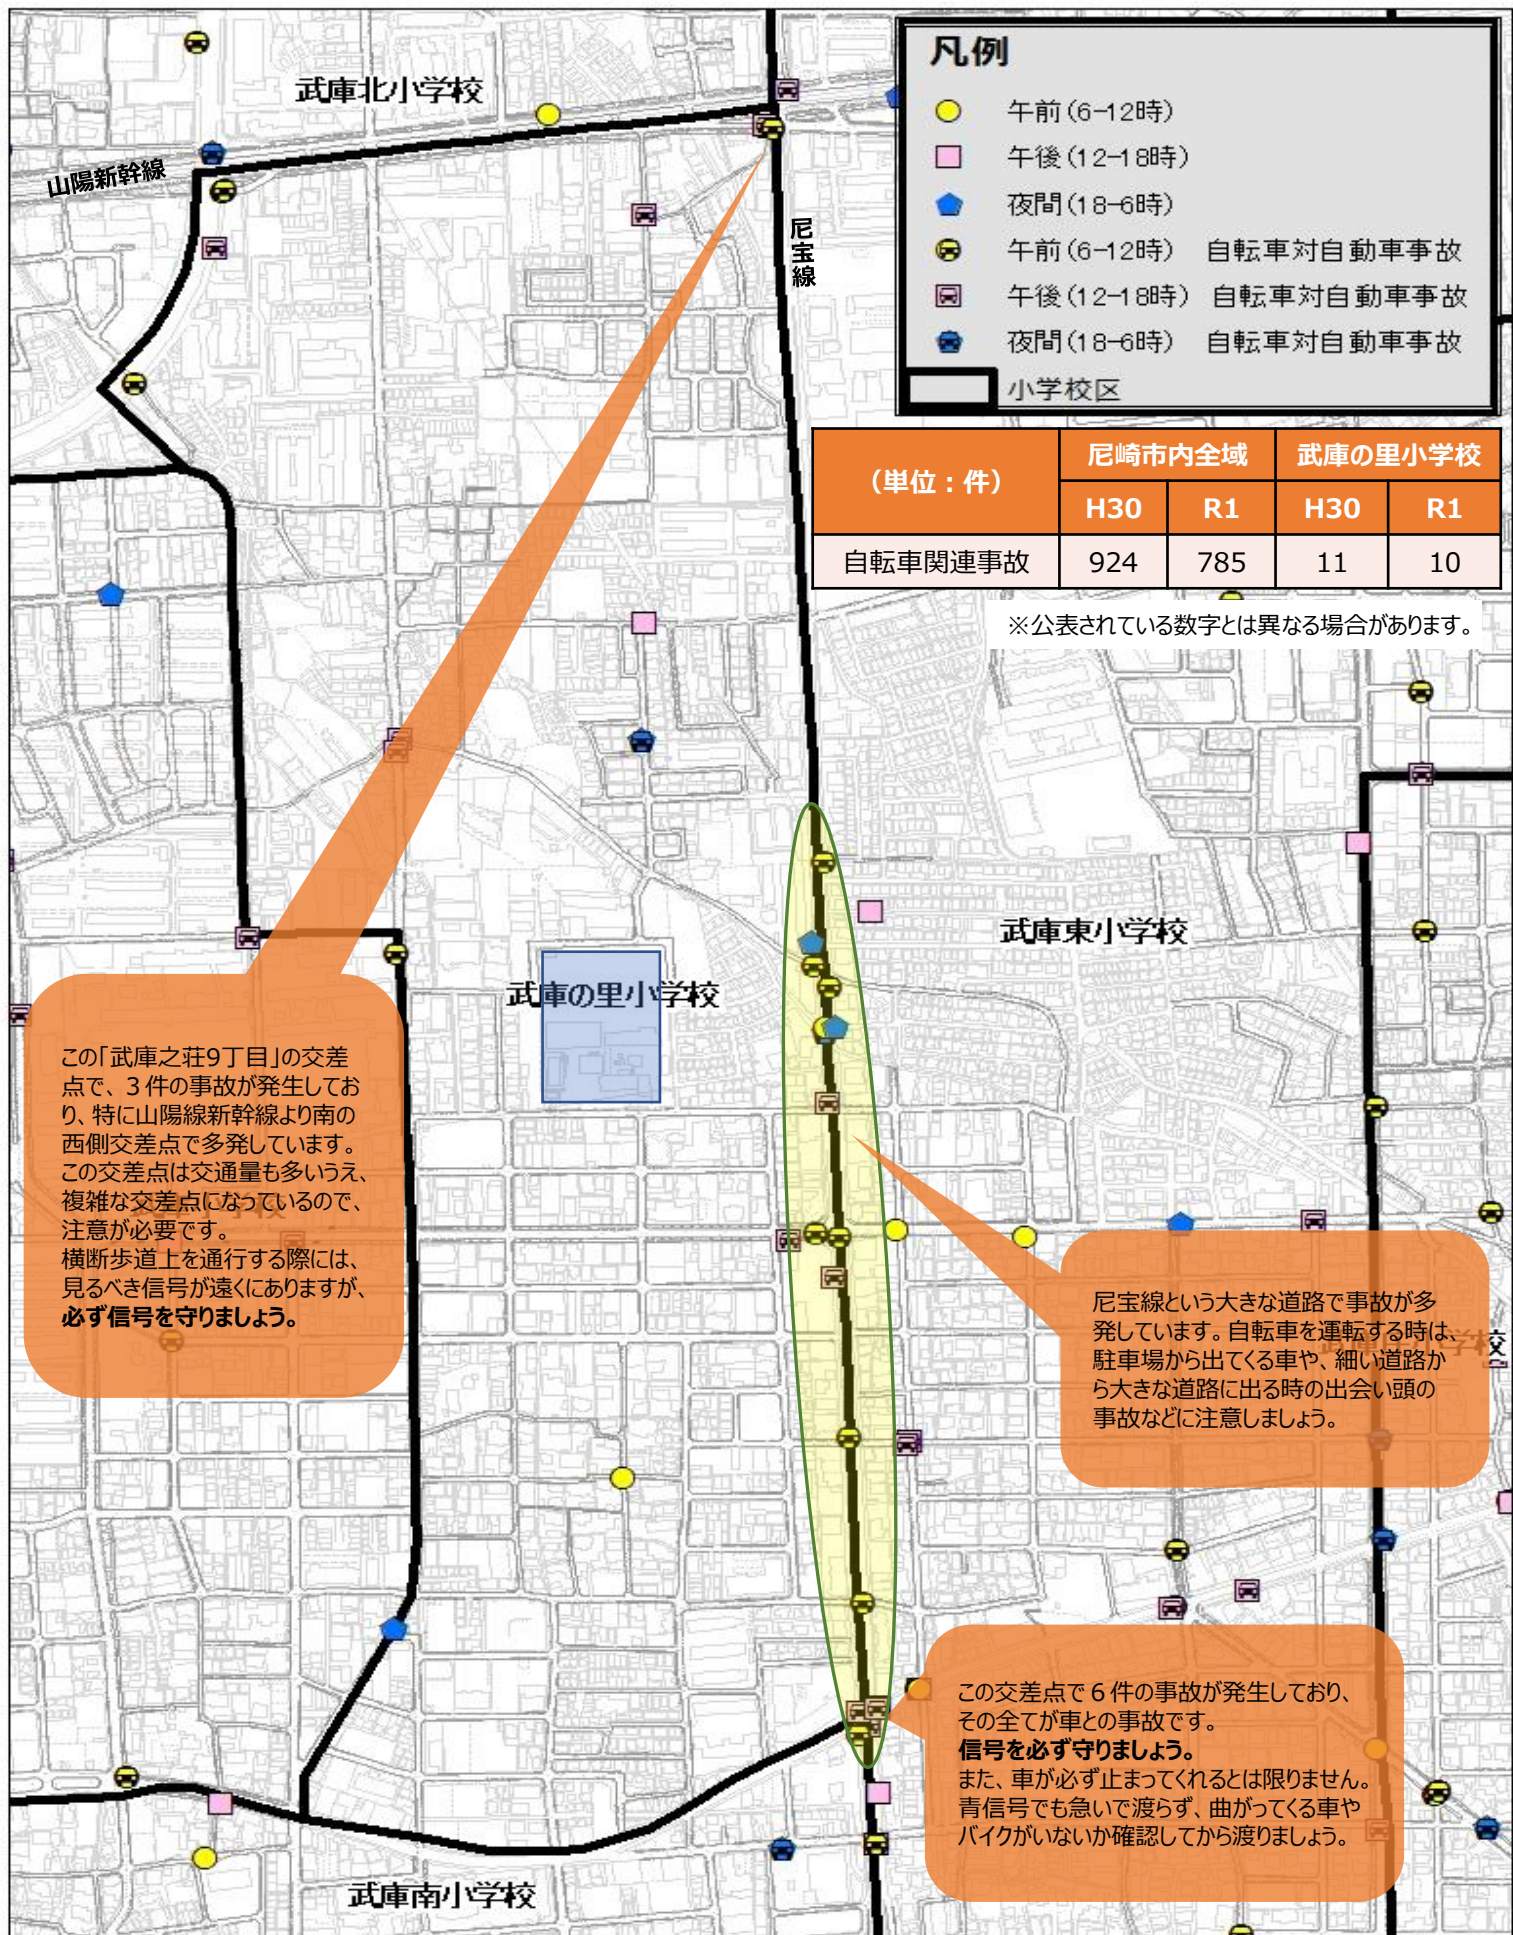 武庫北小学校
山陽新幹線
尼宝線
凡例
午前(6-12時)
午後(12-18時)
夜間(18-6時)
午前(6-12時) 自転車対自動車事故
午後(12-18時) 自転車対自動車事故
夜間(18-6時) 自転車対自動車事故
小学校区
(単位:件) 尼崎市内全域 武庫の里小学校
H30 R1 H30 R1
自転車関連事故 924 785 11 10
※公表されている数字とは異なる場合があります。
武庫東小学校
武庫の里小学校
この「武庫之荘9丁目」の交差
点で、3件の事故が発生してお
り、特に山陽線新幹線より南の
西側交差点で多発しています。
この交差点は交通量も多いうえ、
複雑な交差点になっているので、
注意が必要です。
横断歩道上を通行する際には、
見るべき信号が遠くにありますが、
必ず信号を守りましょう。
尼宝線という大きな道路で事故が多
発しています。自転車を運転する時は、
駐車場から出てくる車や、細い道路か
ら大きな道路に出る時の出会い頭の
事故などに注意しましょう。
この交差点で6件の事故が発生しており、
その全てが車との事故です。
信号を必ず守りましょう。
また、車が必ず止まってくれるとは限りません。
青信号でも急いで渡らず、曲がってくる車や
バイクがいないか確認してから渡りましょう。
武庫南小学校